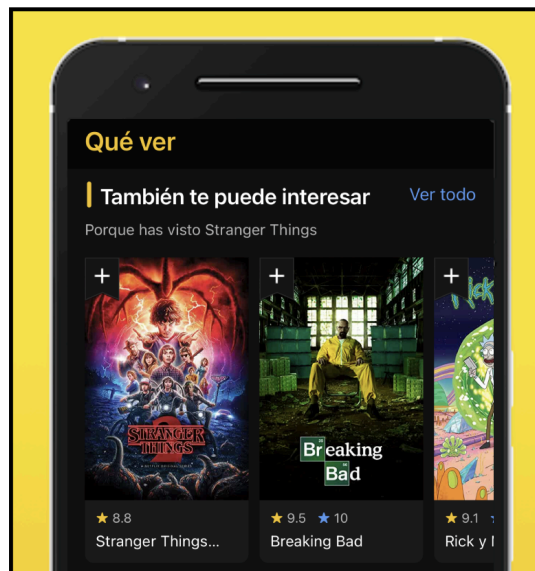 Qué ver
También te puede interesar
Ver todo
Porque has visto Stranger Things
STRANGER
THINGS
2
Breaking
Bad
8.8
9.5
10
9.1
Stranger Things...
Breaking Bad
Rick y